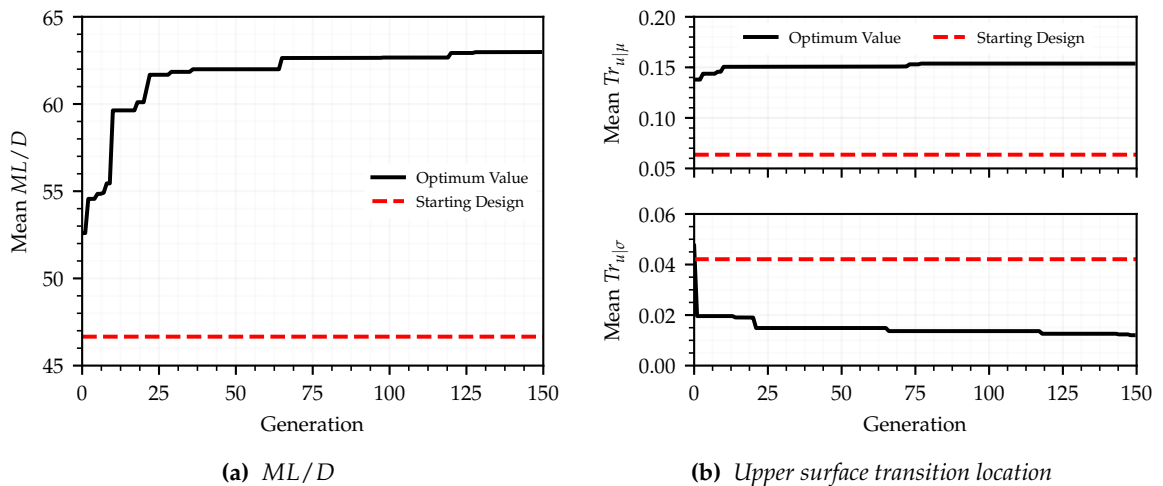 65
60
55
50
45
Mean ML/D
Optimum Value
Starting Design
0 25 50 75 100 125 150
Generation
(a) ML/D
0.20
0.15
0.10
0.05
Mean Tr_{u|μ}
Optimum Value Starting Design
0.06
0.04
0.02
0.00
Mean Tr_{u|σ}
0 25 50 75 100 125 150
Generation
(b) Upper surface transition location